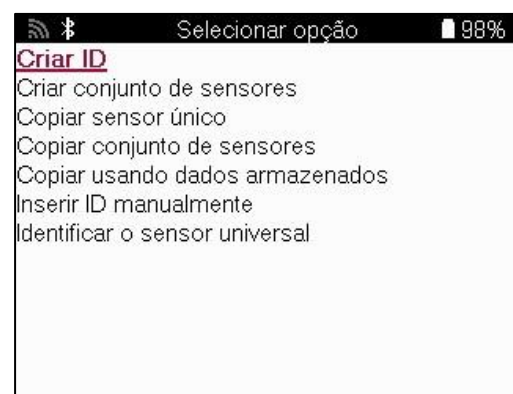 Selecionar opção 98%
Criar ID
Criar conjunto de sensores
Copiar sensor único
Copiar conjunto de sensores
Copiar usando dados armazenados
Inserir ID manualmente
Identificar o sensor universal